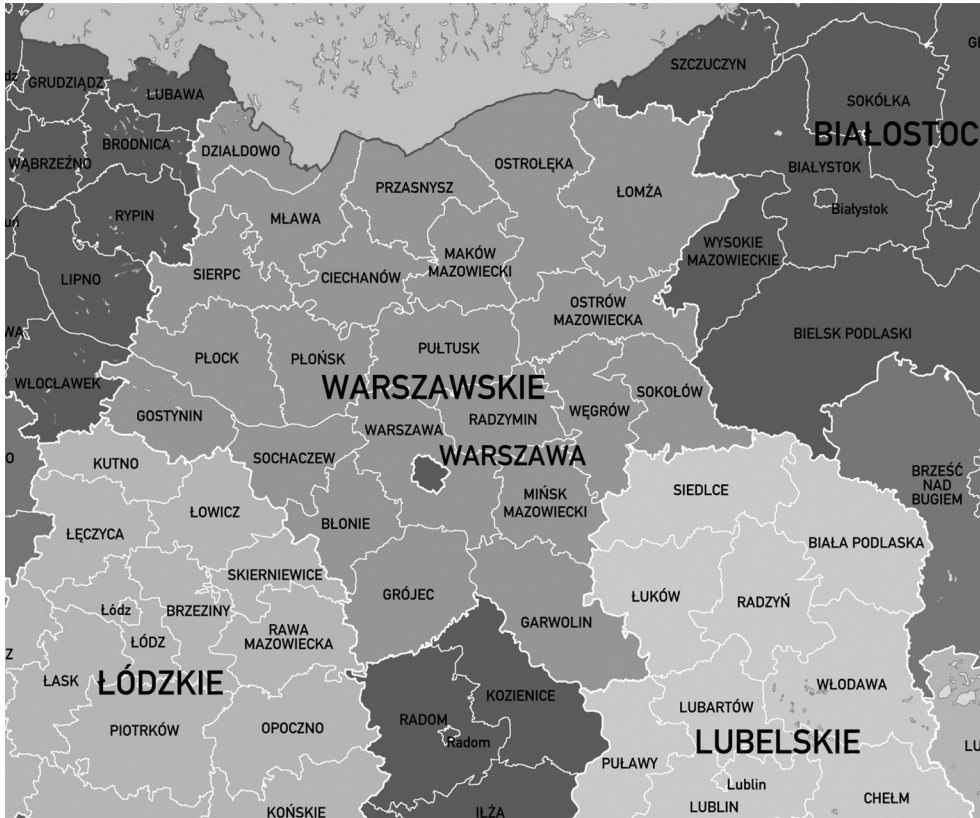 SZCZUCZYN
GRUDZIĄDZ
LUBAWA
SOKÓŁKA
BIAŁOSTOC
BRODNICA
DZIAŁDOWO
WĄBRZEŹNO
OSTROŁĘKA
BIAŁYSTOK
PRZASNYSZ
ŁOMŻA
RYPIN
Białystok
MŁAWA
WYSOKIE
MAZOWIECKIE
MAKÓW
MAZOWIECKI
SIERPC
CIECHANÓW
LIPNO
OSTRÓW
MAZOWIECKA
BIELSK PODLASKI
PŁOCK
PŁOŃSK
PUŁTUSK
WŁOCŁAWEK
WARSZAWSKIE
SOKOŁÓW
GOSTYNIN
WĘGRÓW
RADZYMIN
WARSZAWA
WARSZAWA
SOCHACZEW
KUTNO
BRZEŚĆ
NAD
BUGIEM
SIEDLCE
MIŃSK
MAZOWIECKI
ŁOWICZ
BŁONIE
ŁĘCZYCA
BIAŁA PODLASKA
SKIERNIEWICE
GRÓJEC
ŁUKÓW
RADZYŃ
Łódź
BRZEZINY
GARWOLIN
RAWA
MAZOWIECKA
ŁÓDZ
ŁASK
ŁÓDZKIE
WŁODAWA
KOZIENICE
LUBARTÓW
RADOM
PIOTRKÓW
OPOCZNO
Radom
LUBELSKIE
PUŁAWY
Lublin
CHEŁM
LUBLIN
KOŃSKIE
IŁŻA